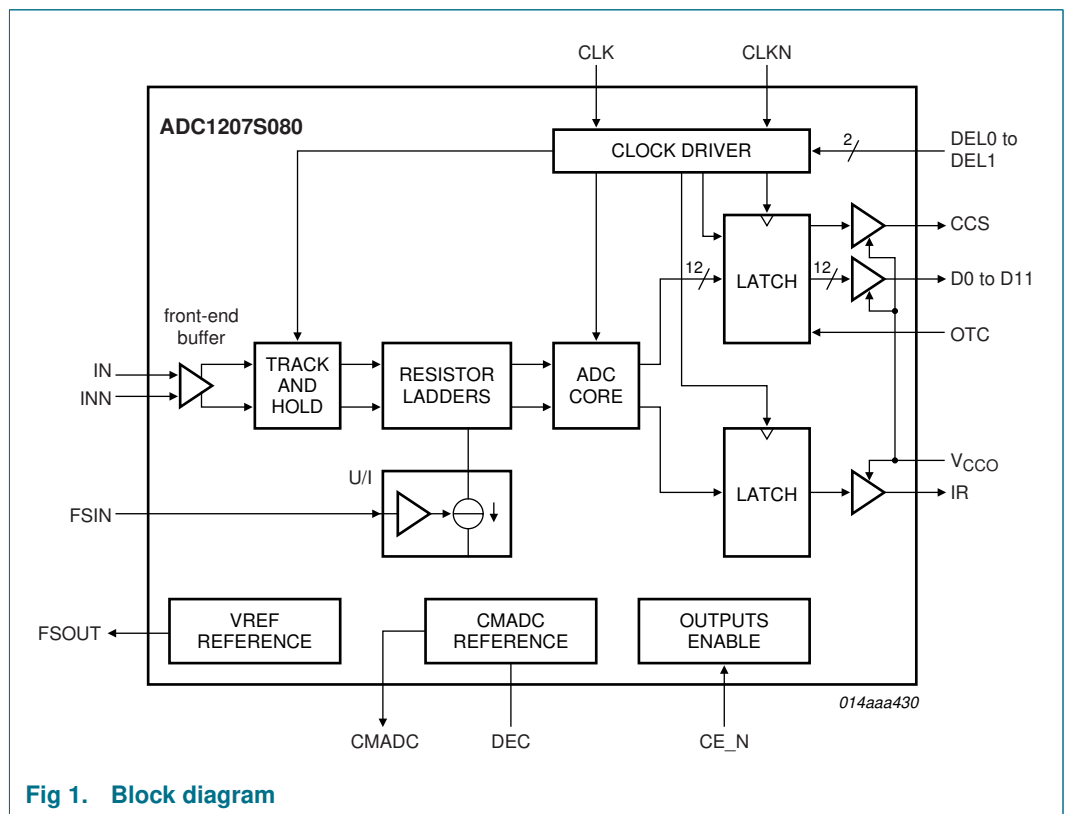 CLK
CLKN
ADC1207S080
CLOCK DRIVER
2
DEL0 to
DEL1
CCS
12
LATCH
12
D0 to D11
OTC
front-end
buffer
IN
INN
TRACK
AND
HOLD
RESISTOR
LADDERS
ADC
CORE
U/I
FSIN
LATCH
VCCO
IR
VREF
REFERENCE
FSOUT
CMADC
REFERENCE
OUTPUTS
ENABLE
014aaa430
CMADC
DEC
CE_N
Fig 1. Block diagram